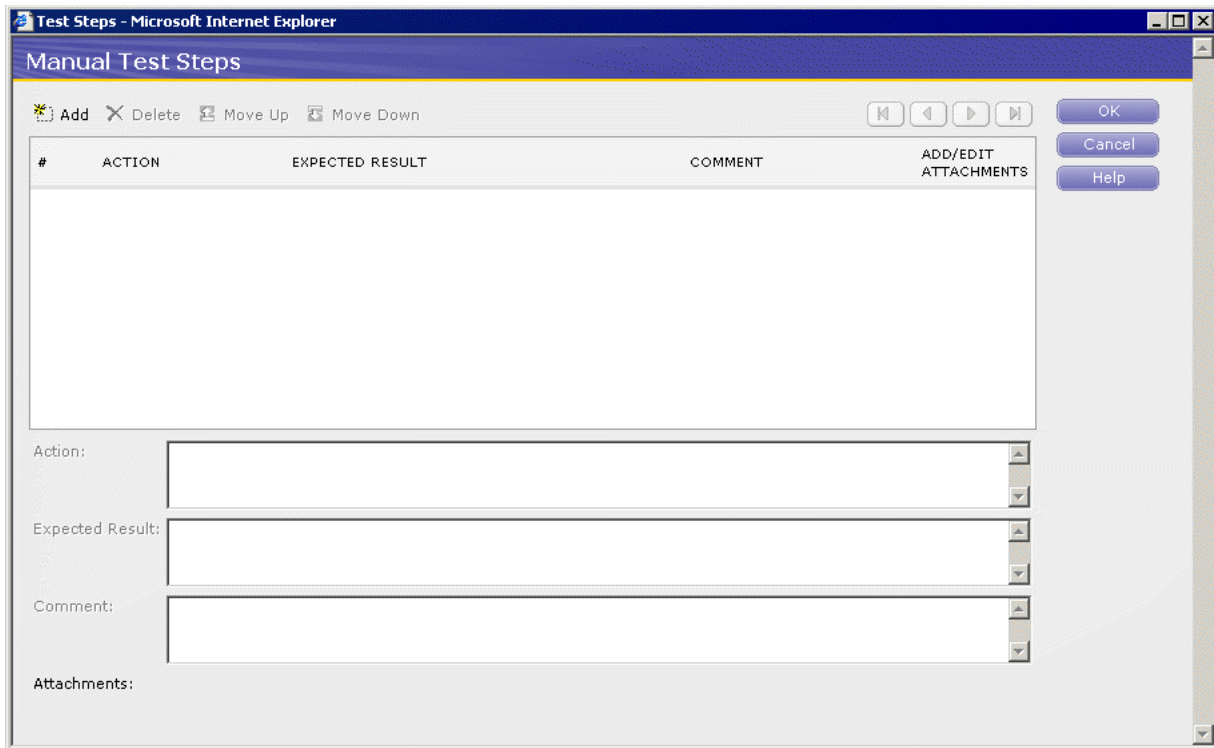 Test Steps - Microsoft Internet Explorer
Manual Test Steps
Add Delete Move Up Move Down
OK
Cancel
Help
# ACTION EXPECTED RESULT COMMENT ADD/EDIT
ATTACHMENTS
Action:
Expected Result:
Comment:
Attachments: